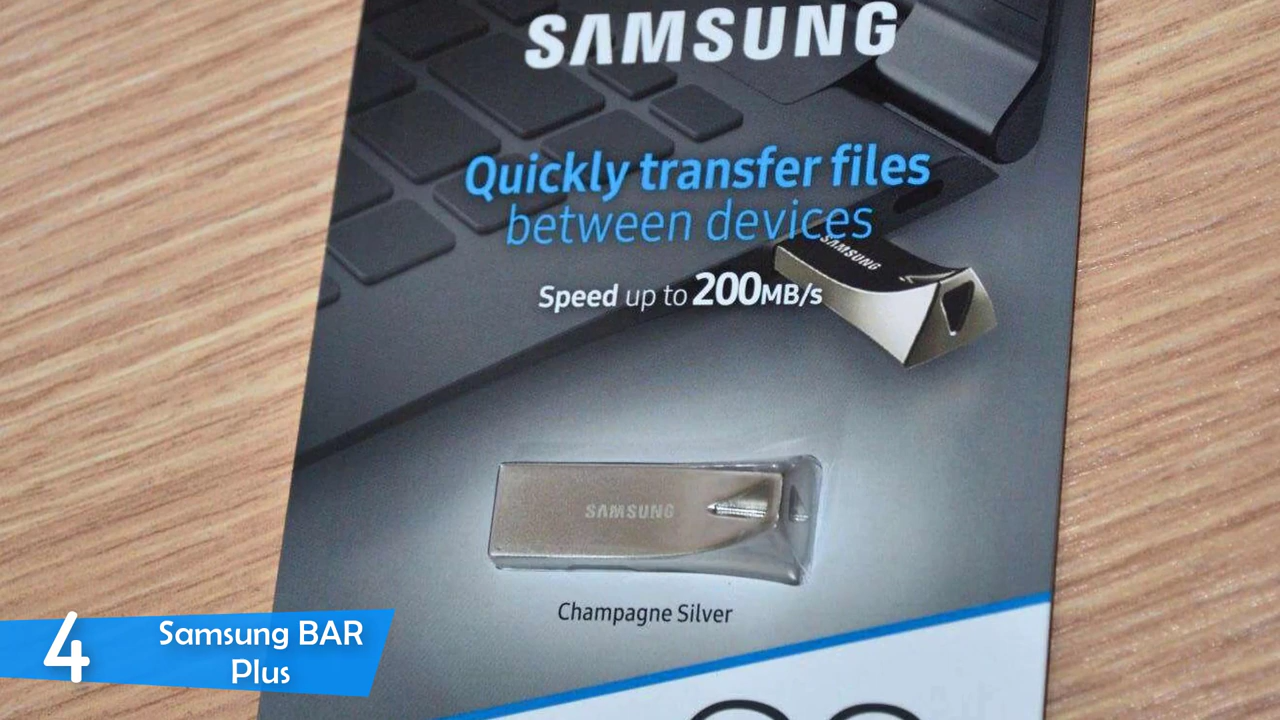 SAMSUNG
Quickly transfer files
between devices
SAMSUNG
Speed up to 200MB/s
SAMSUNG
Champagne Silver
4
Samsung BAR
Plus